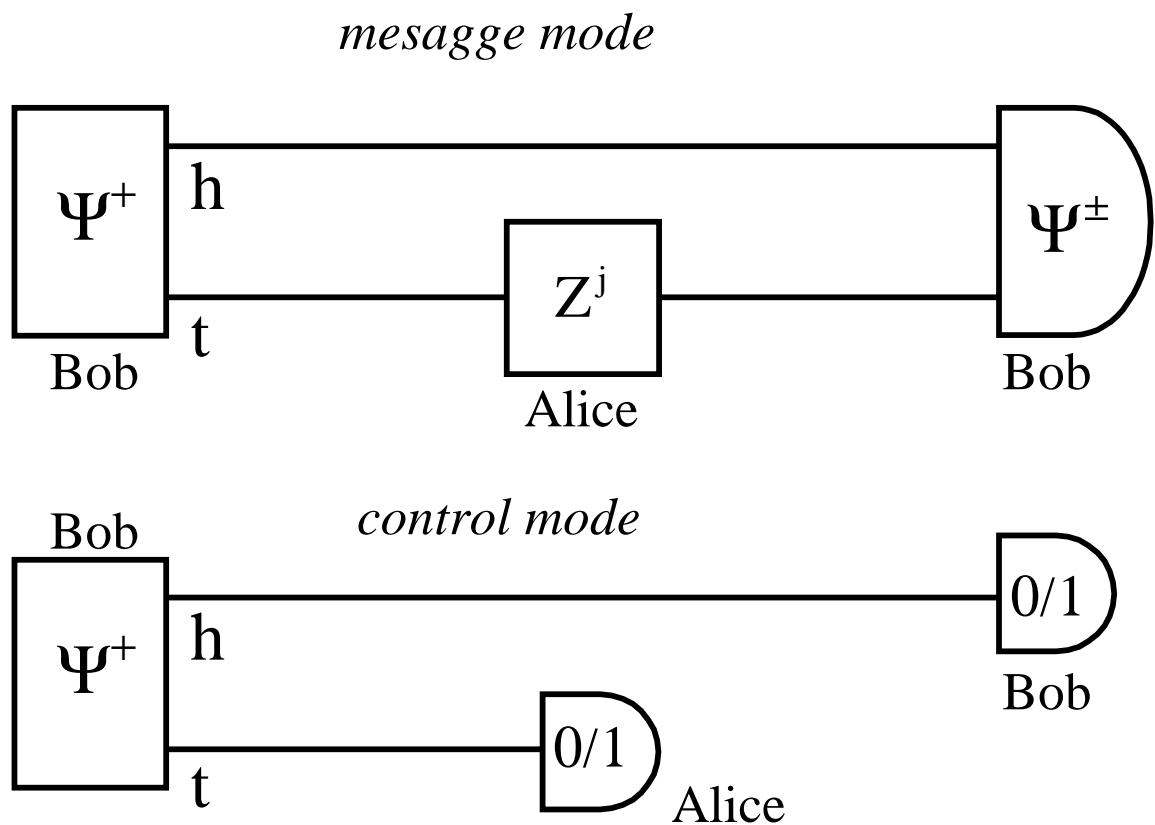 mesagge mode
Ψ⁺
h
t
Zʲ
Ψ±
Bob
Alice
Bob
control mode
Bob
Ψ⁺
h
t
0/1
Bob
0/1
Alice